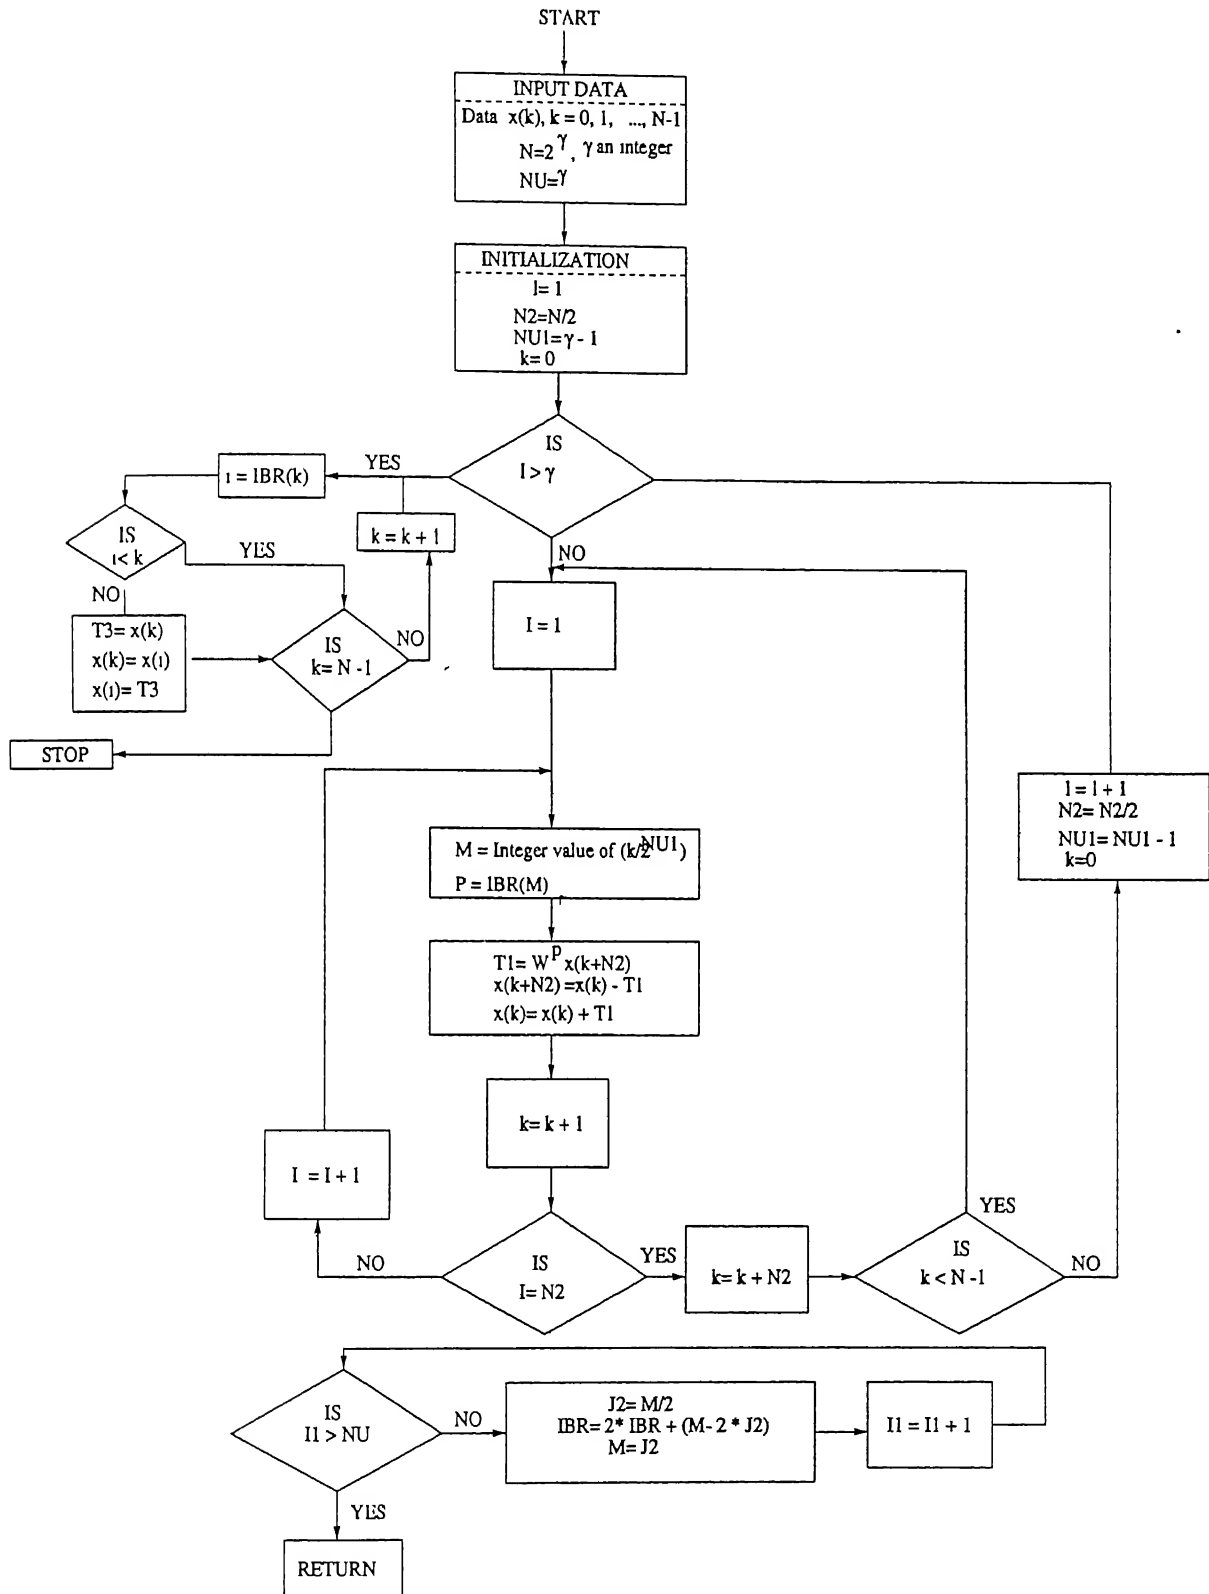 START
INPUT DATA
Data x(k), k = 0, 1, ..., N-1
N=2^γ, γ an integer
NU=γ
INITIALIZATION
l= 1
N2=N/2
NU1=γ - 1
k=0
IS
l > γ
YES
i = IBR(k)
k = k + 1
IS
i< k
YES
NO
NO
I = 1
T3= x(k)
x(k)= x(i)
x(i)= T3
IS
k= N -1
NO
STOP
l = l + 1
N2= N2/2
NU1= NU1 - 1
k=0
M = Integer value of (k/2^NU1)
P = IBR(M)
T1= W^P x(k+N2)
x(k+N2) =x(k) - T1
x(k)= x(k) + T1
k= k + 1
I = I + 1
IS
I= N2
NO
YES
k= k + N2
YES
IS
k < N -1
NO
IS
I1 > NU
NO
J2= M/2
IBR= 2* IBR + (M- 2 * J2)
M= J2
I1 = I1 + 1
YES
RETURN